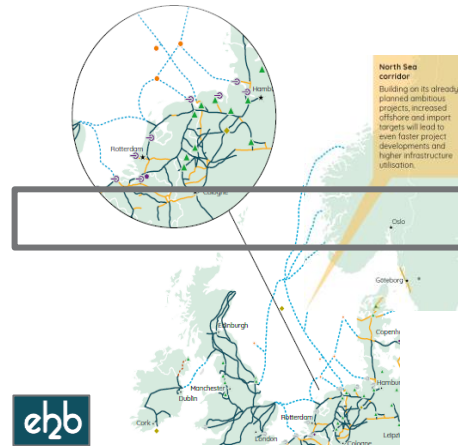 North Sea
corridor
Building on its already
planned ambitious
projects, increased
offshore and import
targets will lead to
even faster project
developments and
higher infrastructure
utilisation.
Hamb
Rotterdam
Cologne
Oslo
Göteborg
Edinburgh
Copenh
Manchester
Dublin
Hambu
Cork
London
Rotterdam
Cologne
Leipzi
eh2b